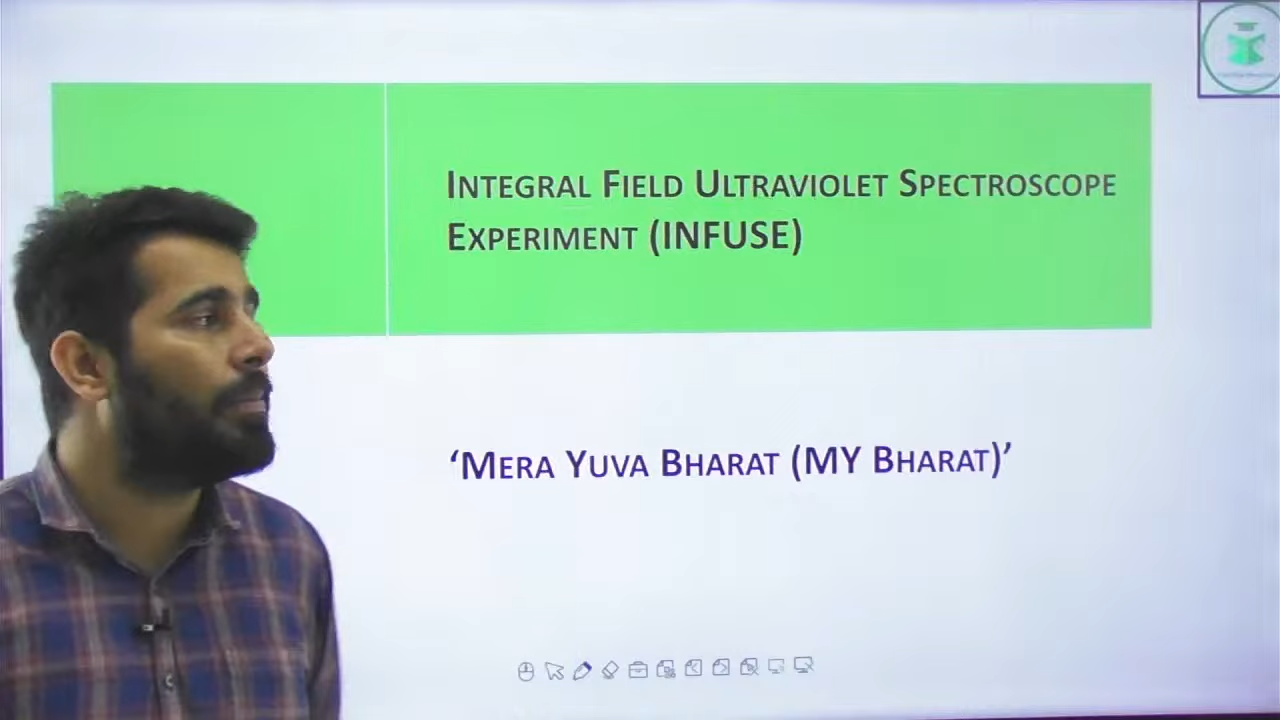 INTEGRAL FIELD ULTRAVIOLET SPECTROSCOPE
EXPERIMENT (INFUSE)
‘MERA YUVA BHARAT (MY BHARAT)’